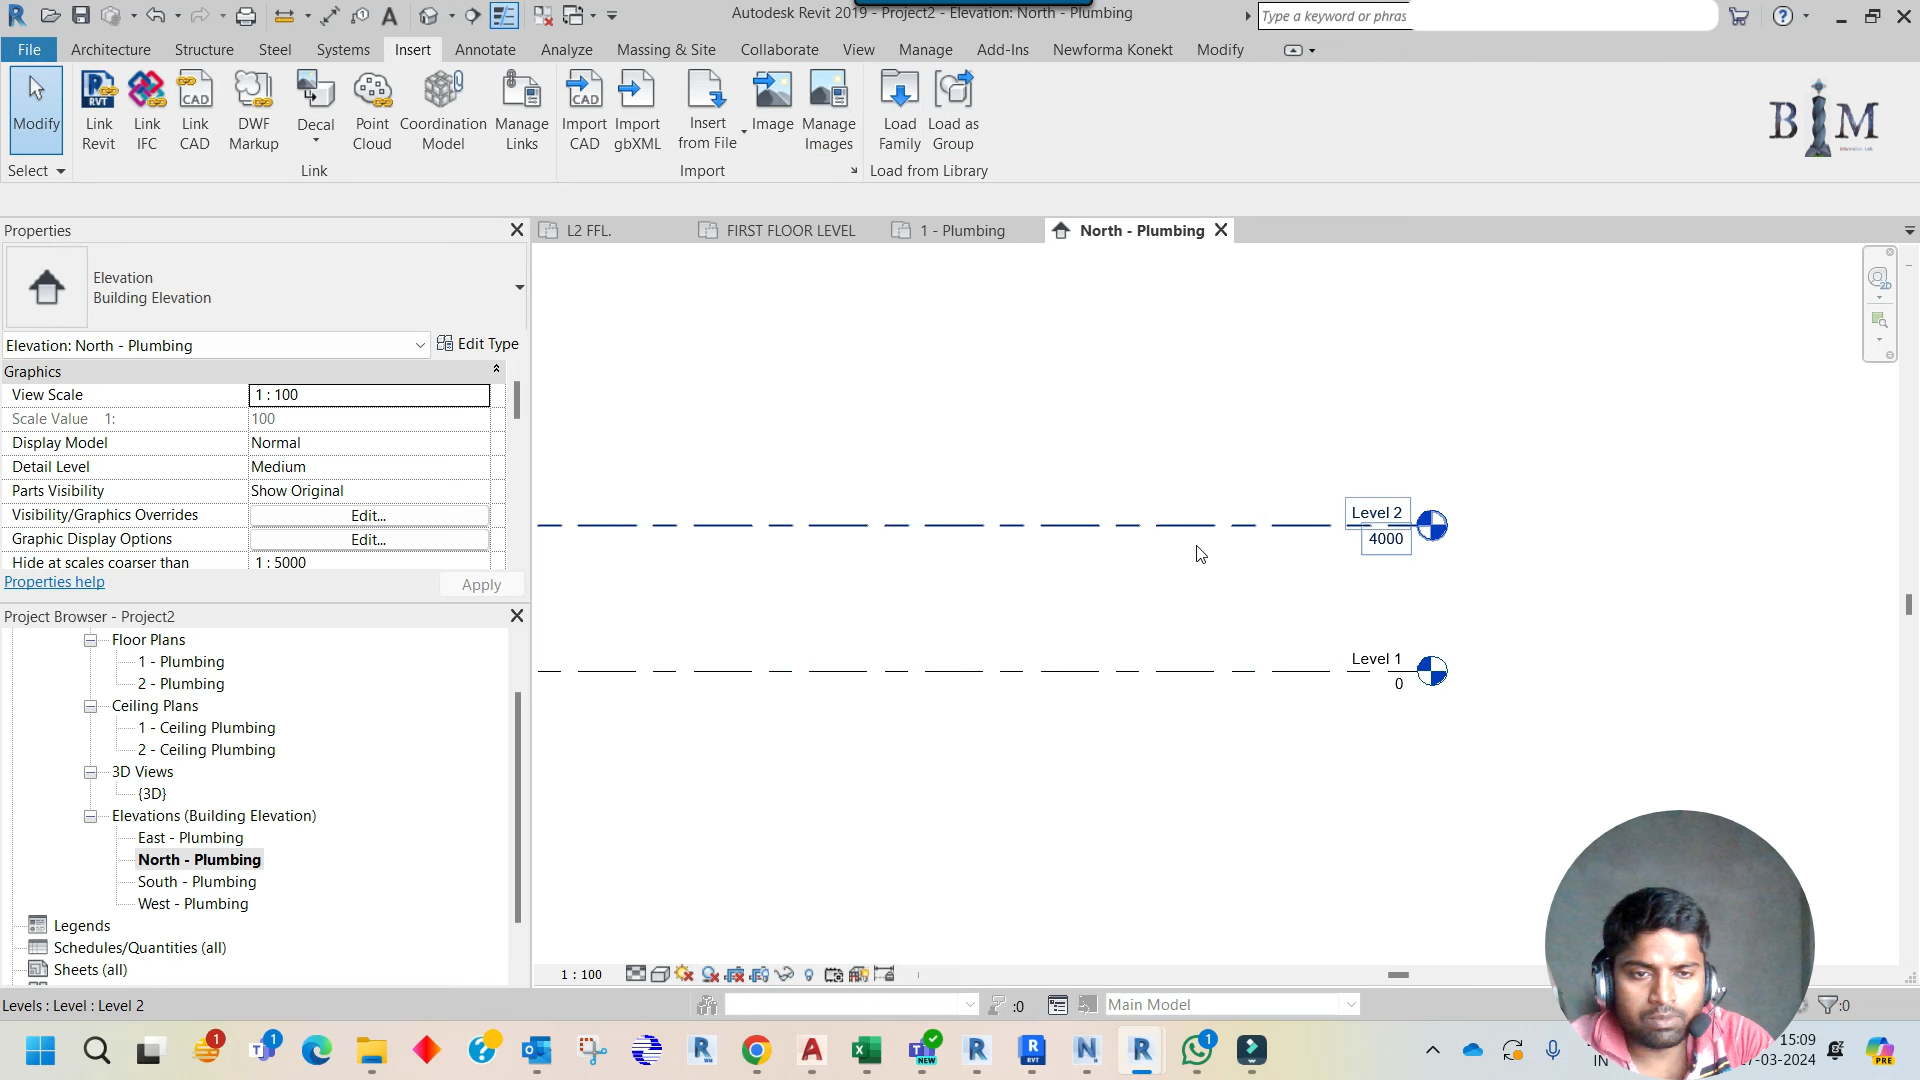 Autodesk Revit 2019 - Project2 - Elevation: North - Plumbing
Type a keyword or phras
File Architecture Structure Steel Systems Insert Annotate Analyze Massing & Site Collaborate View Manage Add-Ins Newforma Konekt Modify
Modify
Link Revit
Link IFC
Link CAD
DWF Markup
Decal
Point Cloud
Coordination Model
Manage Links
Import CAD
Import gbXML
Insert from File
Image
Manage Images
Load Family
Load as Group
Select
Link
Import
Load from Library
BIM
Properties
L2 FFL.
FIRST FLOOR LEVEL
1 - Plumbing
North - Plumbing
Elevation
Building Elevation
Elevation: North - Plumbing
Edit Type
Graphics
View Scale 1 : 100
Scale Value 1: 100
Display Model Normal
Detail Level Medium
Parts Visibility Show Original
Visibility/Graphics Overrides Edit...
Graphic Display Options Edit...
Hide at scales coarser than 1 : 5000
Properties help
Apply
Level 2
4000
Level 1
0
Project Browser - Project2
Floor Plans
1 - Plumbing
2 - Plumbing
Ceiling Plans
1 - Ceiling Plumbing
2 - Ceiling Plumbing
3D Views
{3D}
Elevations (Building Elevation)
East - Plumbing
North - Plumbing
South - Plumbing
West - Plumbing
Legends
Schedules/Quantities (all)
Sheets (all)
1 : 100
Levels : Level : Level 2
:0
Main Model
:0
IN
15:09
-03-2024